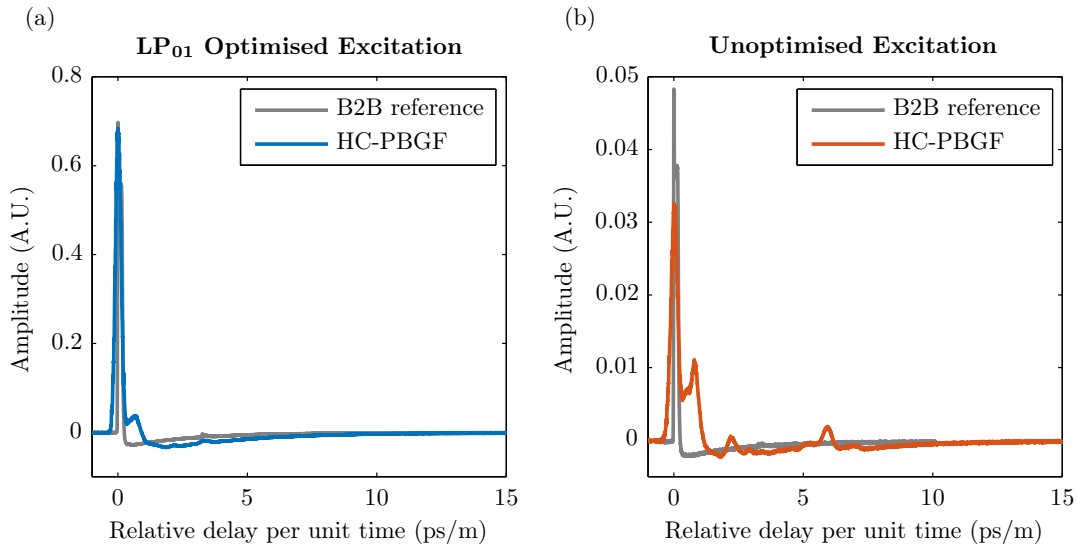 (a)
LP₀₁ Optimised Excitation
B2B reference
HC-PBGF
Amplitude (A.U.)
0.8
0.6
0.4
0.2
0
0
5
10
15
Relative delay per unit time (ps/m)
(b)
Unoptimised Excitation
B2B reference
HC-PBGF
Amplitude (A.U.)
0.05
0.04
0.03
0.02
0.01
0
0
5
10
15
Relative delay per unit time (ps/m)